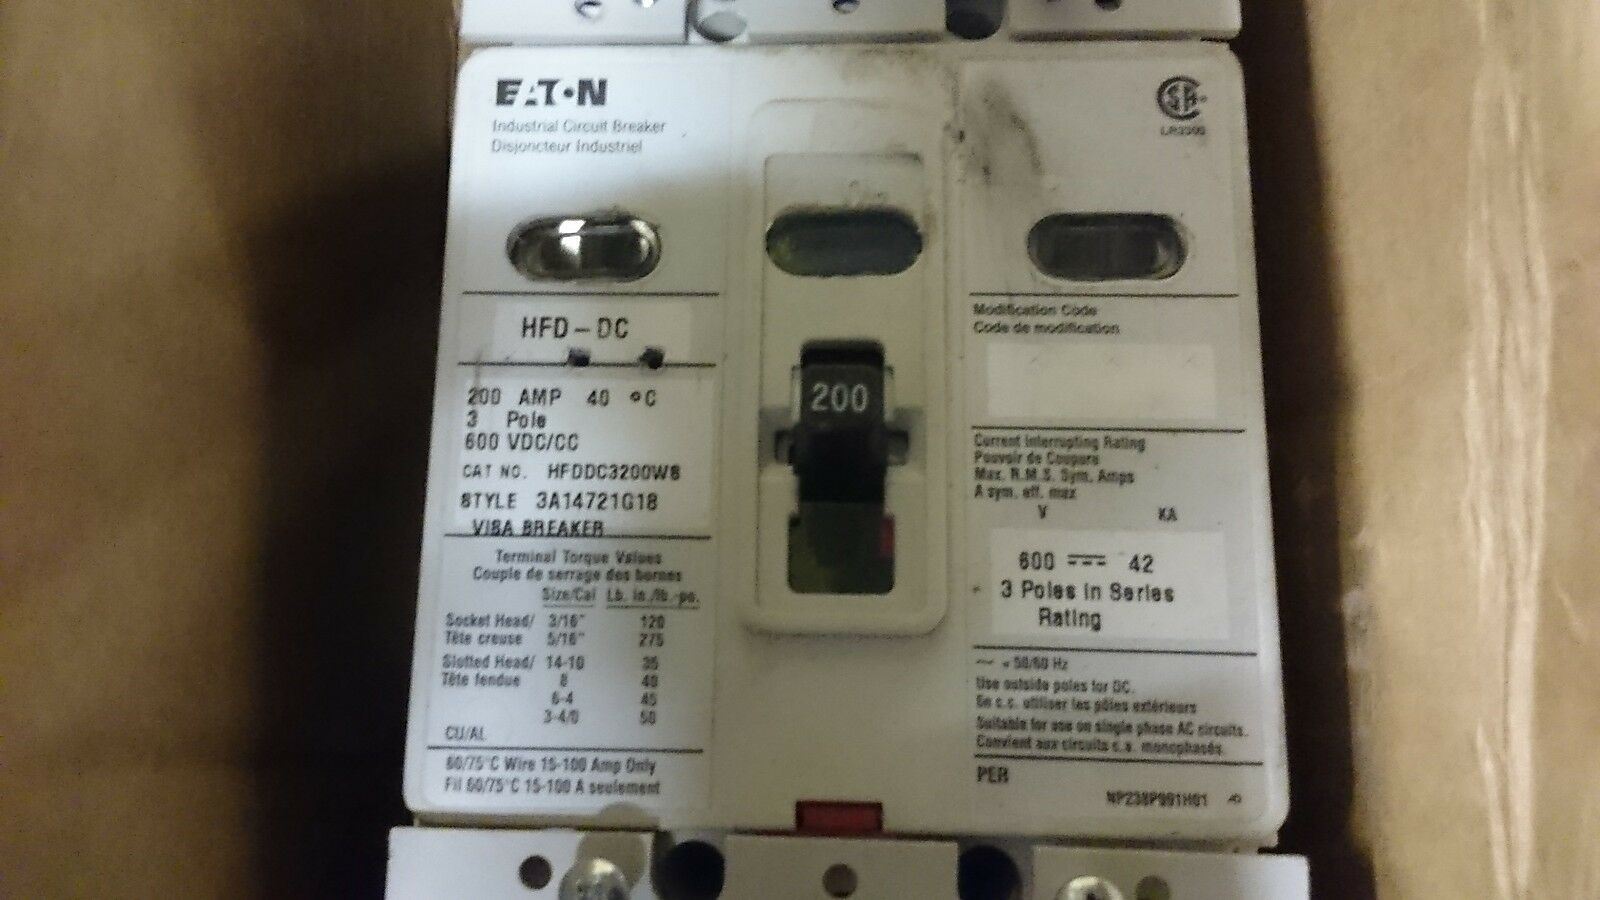 EATON
Industrial Circuit Breaker
Disjoncteur Industriel
HFD-DC
200 AMP 40 °C
3 Pole
600 VDC/CC
CAT NO. HFDDC3200W8
STYLE 3A14721G18
VISA BREAKER
Terminal Torque Values
Couple de serrage des bornes
Size/Cal Lb. in./lb.-po.
Socket Head/ 3/16" 120
Tête creuse 5/16" 275
Slotted Head/ 14-10 35
Tête fendue 8 40
6-4 45
3-4/0 50
CU/AL
60/75°C Wire 15-100 Amp Only
Fil 60/75°C 15-100 A seulement
200
Modification Code
Code de modification
Current Interrupting Rating
Pouvoir de Coupure
Max. R.M.S. Sym. Amps
A sym. eff. max
V KA
600 ⎓ 42
3 Poles in Series
Rating
~ = 50/60 Hz
Use outside poles for DC.
En c.c. utiliser les pôles extérieurs
Suitable for use on single phase AC circuits.
Convient aux circuits c.a. monophasés.
PER
NP238P991H01